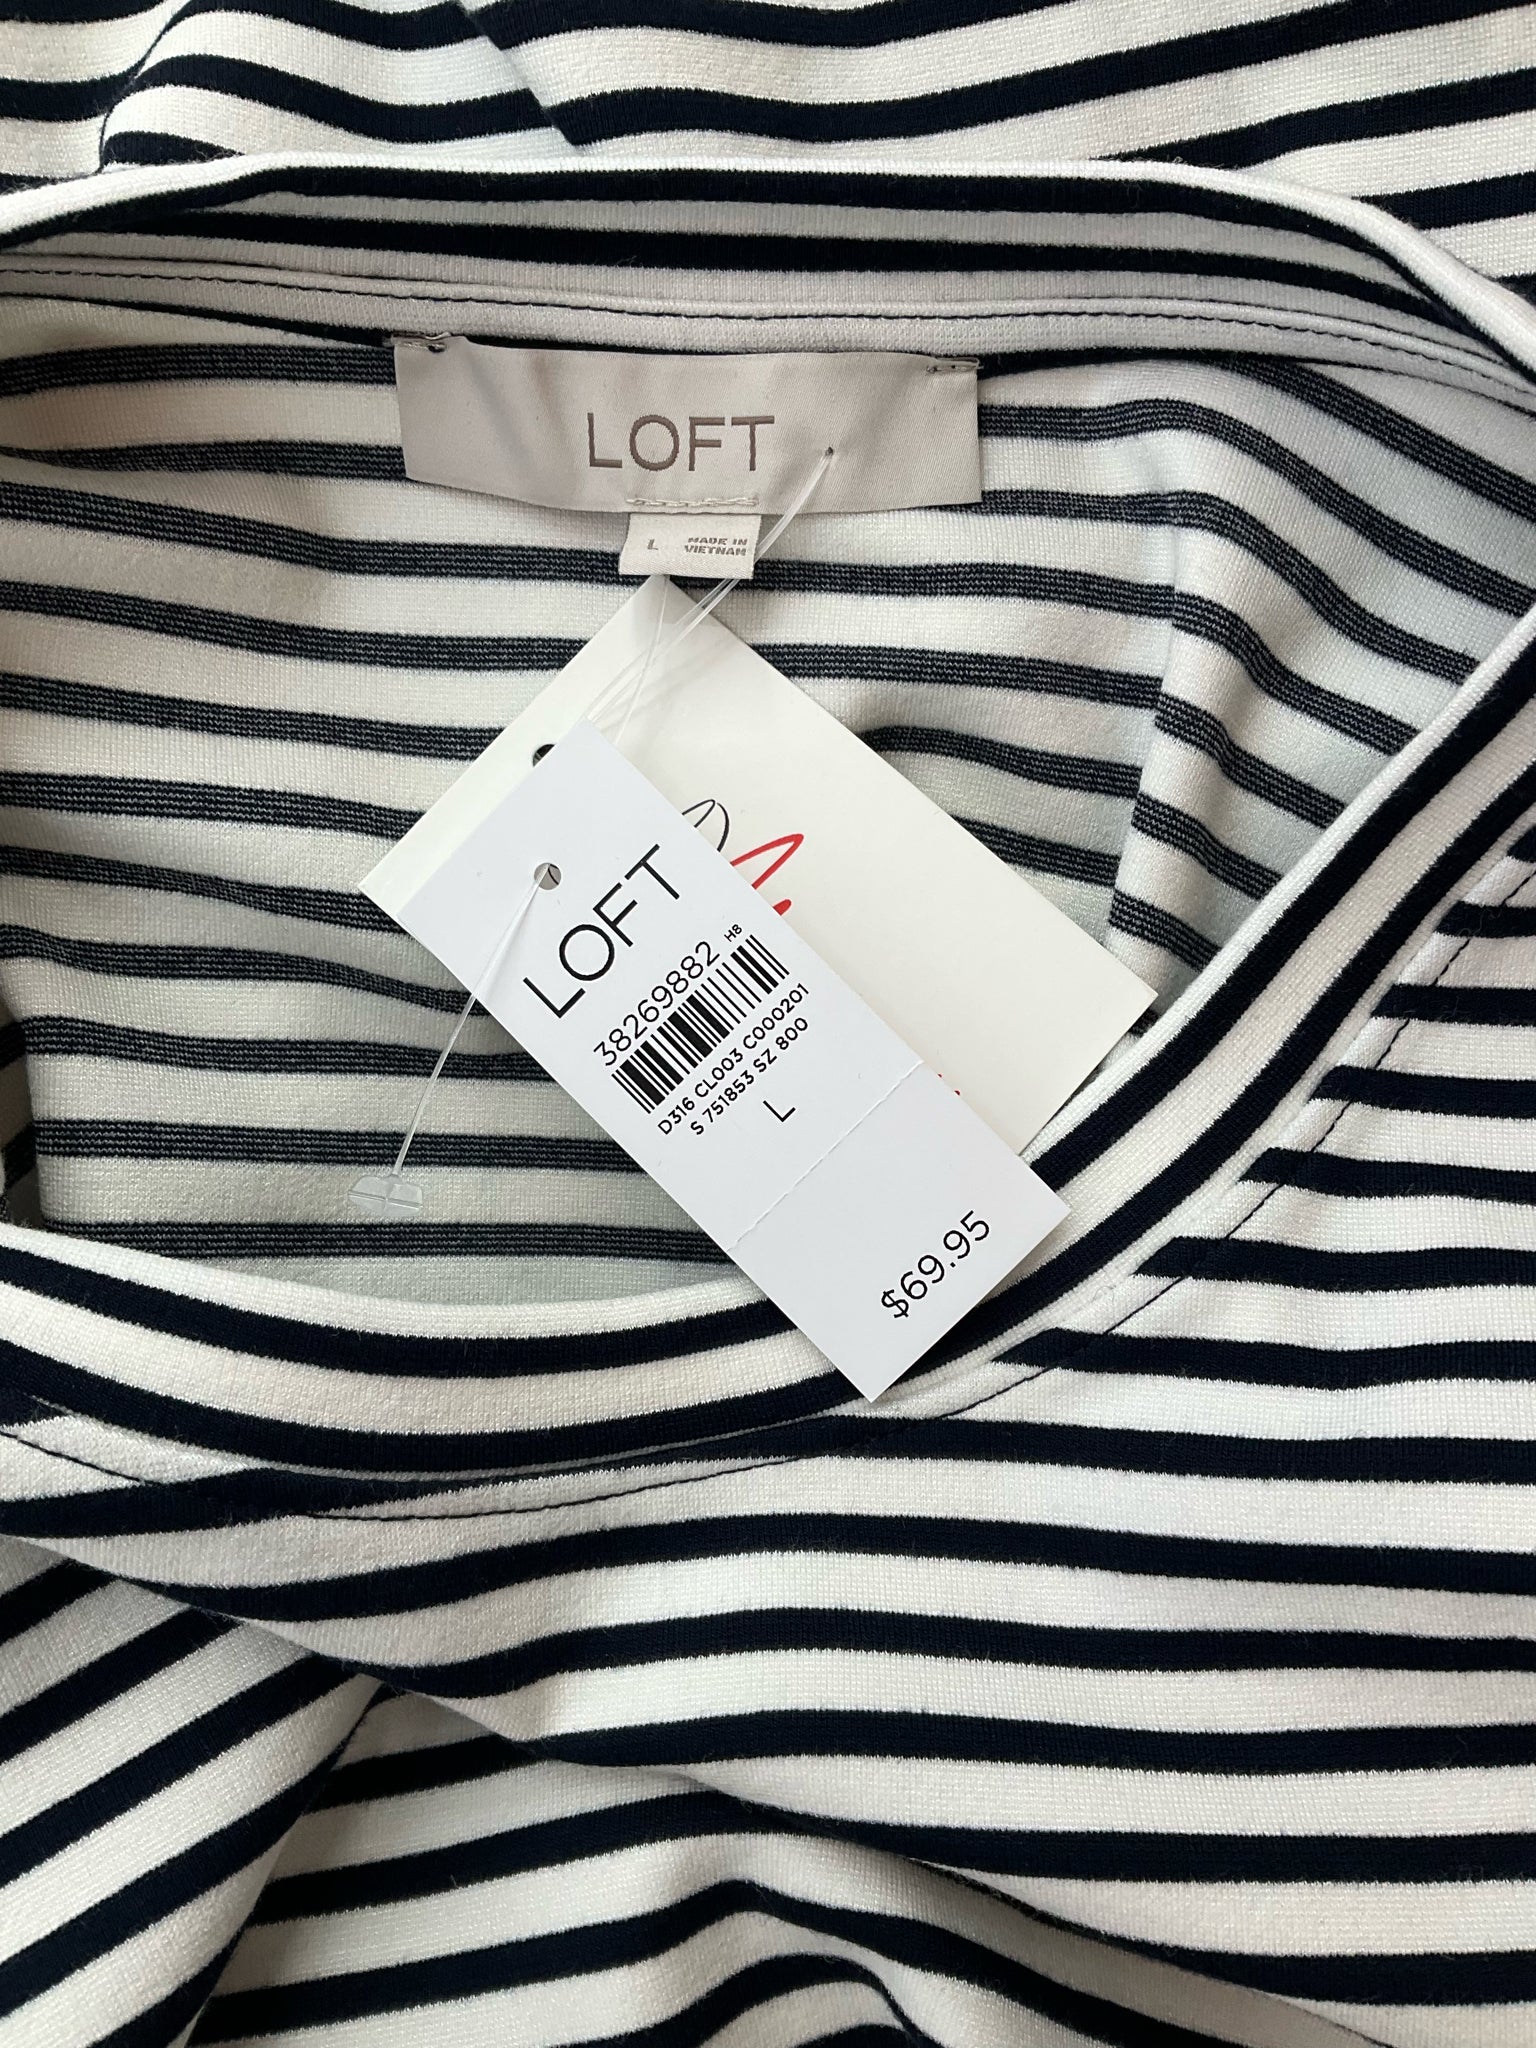 LOFT
L MADE IN
VIETNAM
LOFT
38269882 H8
D316 CL003 C000201
S 751853 SZ 800
L
$69.95